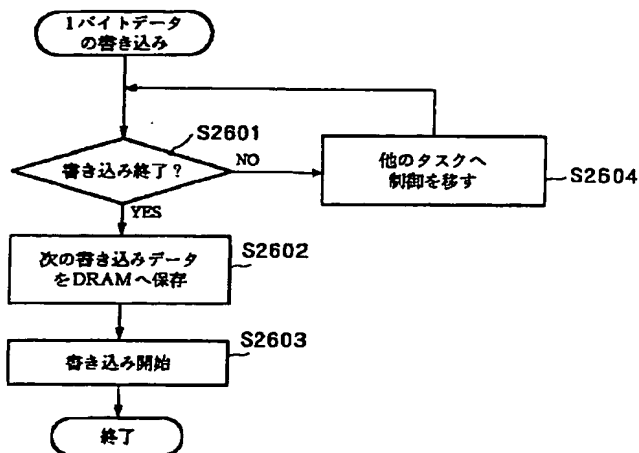 1バイトデータ
の書き込み
S2601
書き込み終了？
NO
他のタスクへ
制御を移す
S2604
YES
次の書き込みデータ
をDRAMへ保存
S2602
書き込み開始
S2603
終了